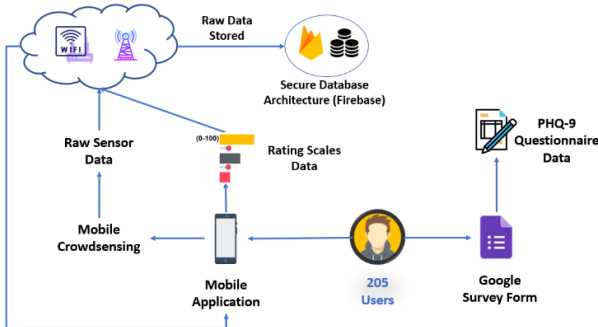 Raw Data
Stored
WIFI
Secure Database
Architecture (Firebase)
(0-100)
Raw Sensor
Data
Rating Scales
Data
PHQ-9
Questionnaire
Data
Mobile
Crowdsensing
Mobile
Application
205
Users
Google
Survey Form